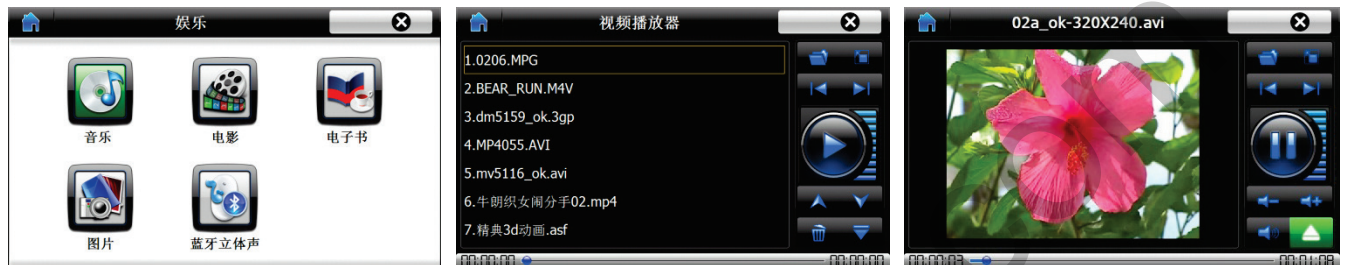 娱乐
音乐
电影
电子书
图片
蓝牙立体声
视频播放器
1.0206.MPG
2.BEAR_RUN.M4V
3.dm5159_ok.3gp
4.MP4055.AVI
5.mv5116_ok.avi
6.牛朗织女闹分手02.mp4
7.精典3d动画.asf
00:00:00
00:00:00
02a_ok-320X240.avi
00:00:03
00:01:09